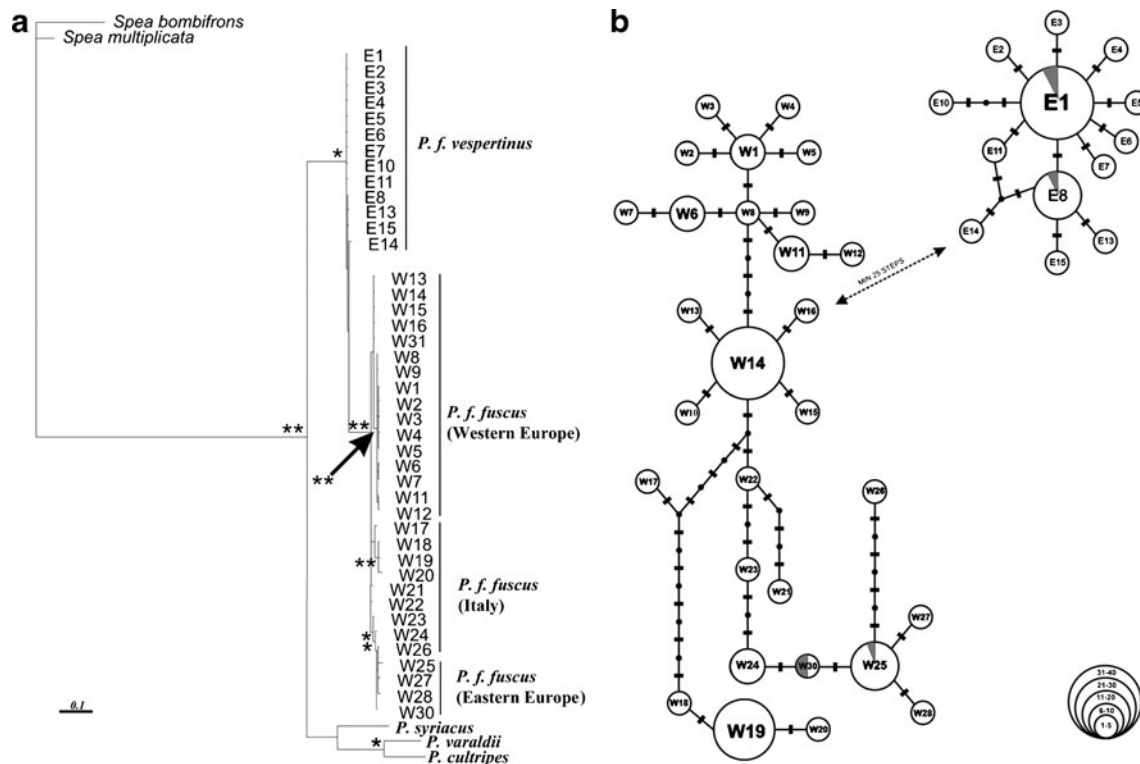 a
Spea bombifrons
Spea multiplicata
E1
E2
E3
E4
E5
E6
E7
E10
E11
E8
E13
E15
E14
P. f. vespertinus
*
W13
W14
W15
W16
W31
W8
W9
W1
W2
W3
W4
W5
W6
W7
W11
W12
P. f. fuscus
(Western Europe)
**
**
**
W17
W18
W19
W20
W21
W22
W23
W24
W26
P. f. fuscus
(Italy)
**
*
*
W25
W27
W28
W30
P. f. fuscus
(Eastern Europe)
0.1
P. syriacus
P. varaldii
P. cultripes
*
b
E3
E2
E4
E1
E10
E5
E6
E11
E7
E8
E14
E13
E15
W3
W4
W2
W1
W5
W7
W6
W8
W9
W11
W12
MIN 25 STEPS
W13
W16
W14
W10
W15
W17
W22
W26
W23
W21
W27
W24
W30
W25
W18
W28
W19
W20
31-40
21-30
11-20
6-10
1-5